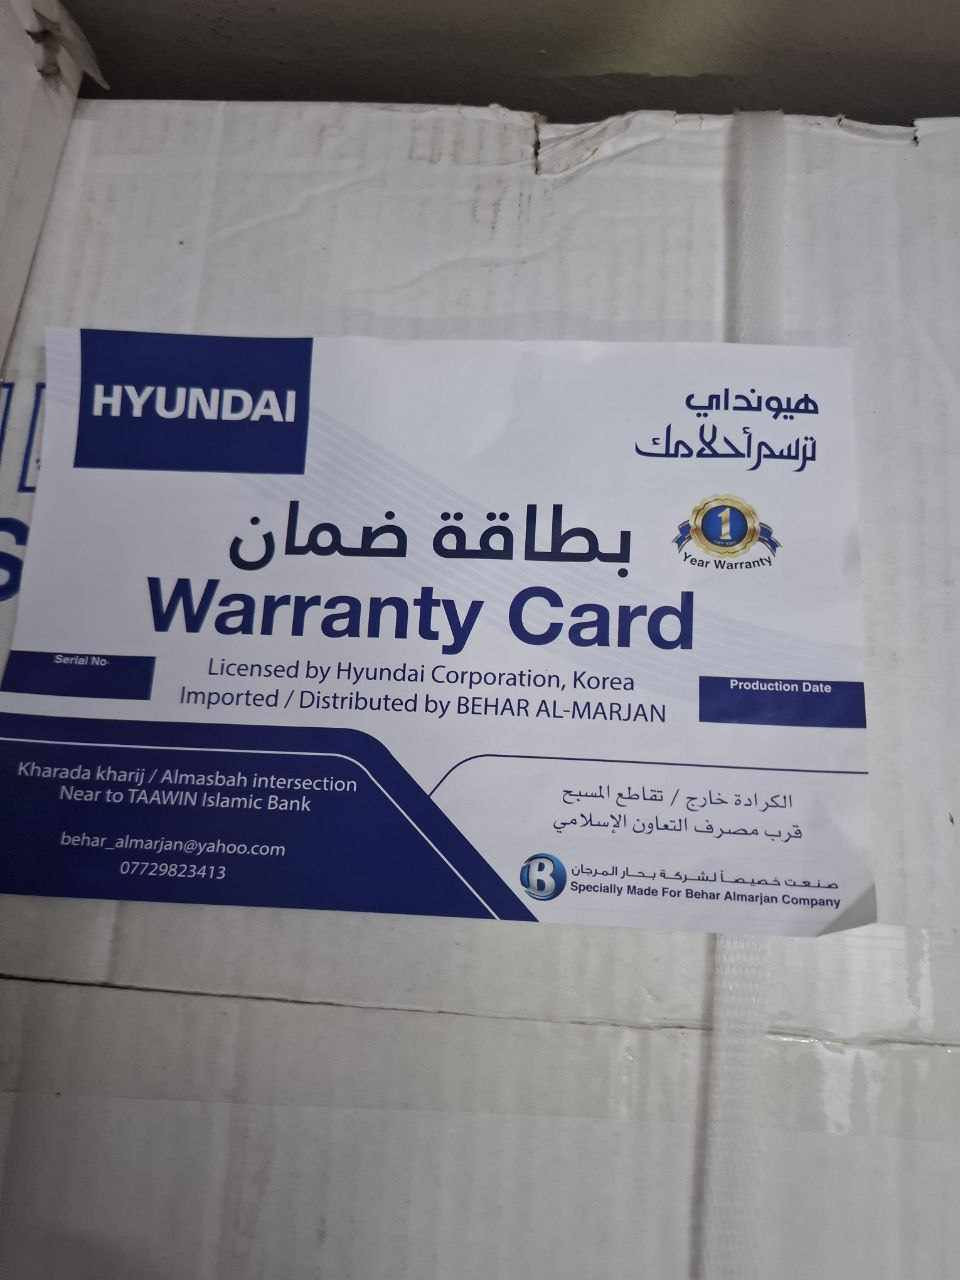 HYUNDAI
هيونداي
ترسم أحلامك
بطاقة ضمان
1
Year Warranty
Warranty Card
Serial No
Licensed by Hyundai Corporation, Korea
Imported / Distributed by BEHAR AL-MARJAN
Production Date
Kharada kharij / Almasbah intersection
Near to TAAWIN Islamic Bank
behar_almarjan@yahoo.com
07729823413
الكرادة خارج / تقاطع المسبح
قرب مصرف التعاون الإسلامي
B
صنعت خصيصاً لشركة بحار المرجان
Specially Made For Behar Almarjan Company